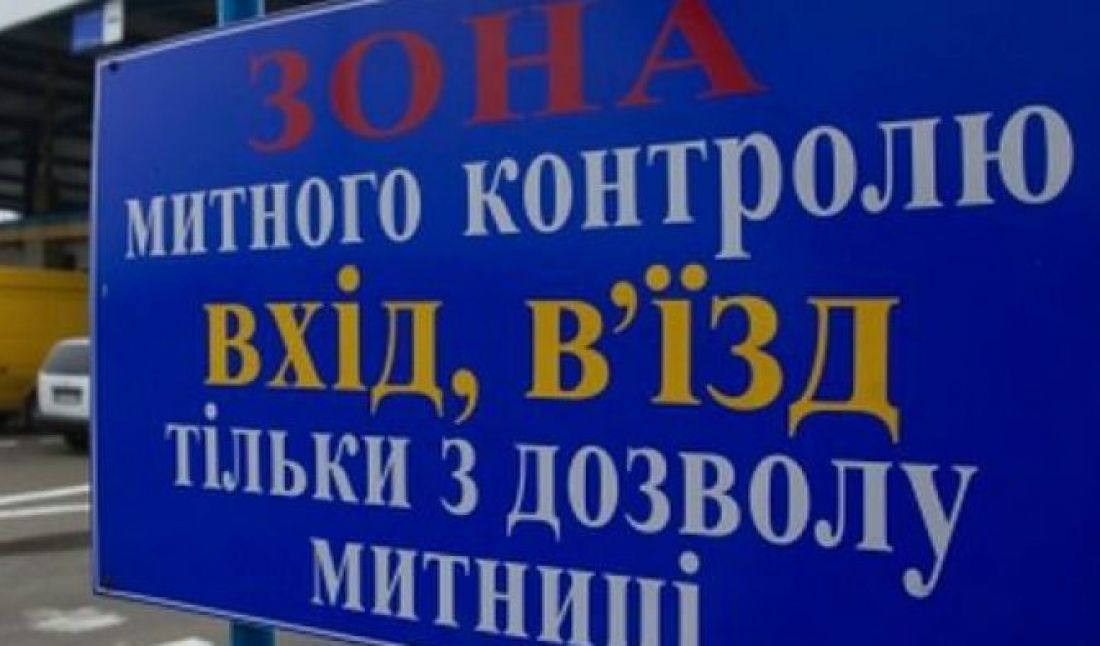 ЗОНА
МИТНОГО КОНТРОЛЮ
ВХІД, В'ЇЗД
ТІЛЬКИ З ДОЗВОЛУ
МИТНИЦІ